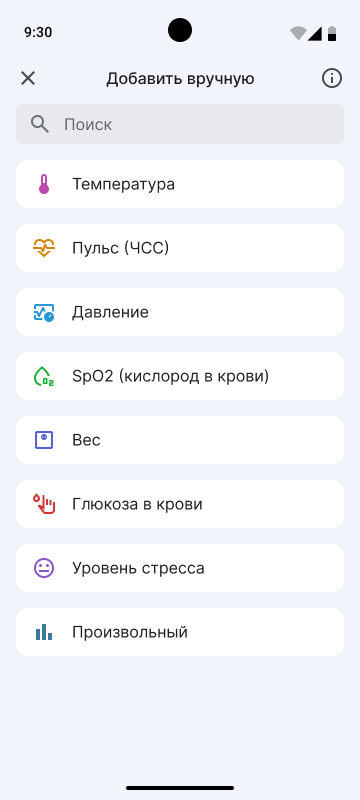 9:30
Добавить вручную
Поиск
Температура
Пульс (ЧСС)
Давление
SpO2 (кислород в крови)
Вес
Глюкоза в крови
Уровень стресса
Произвольный